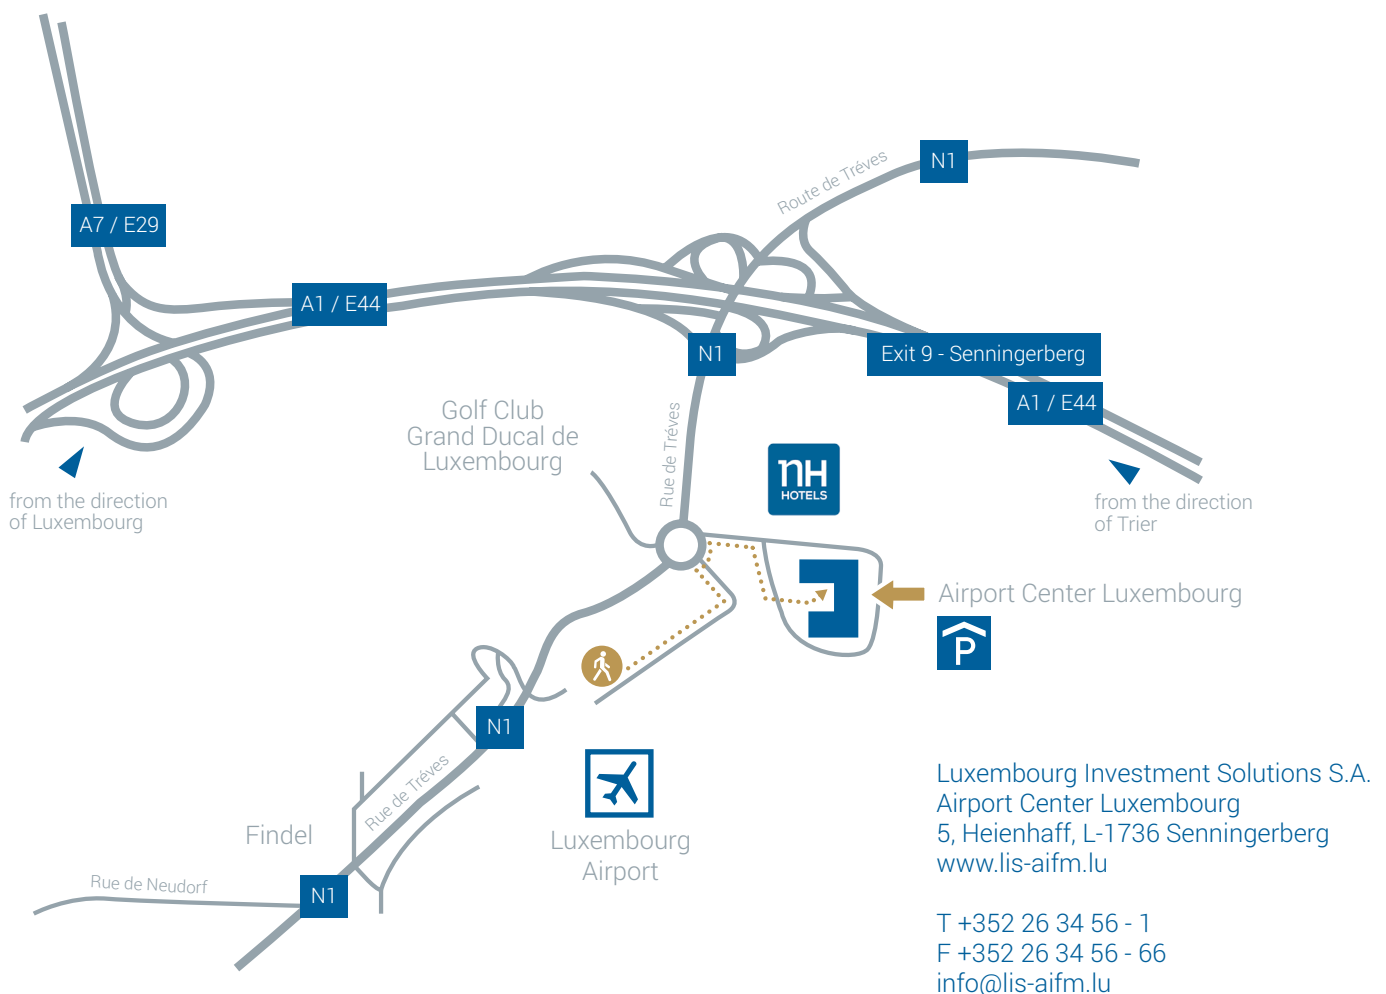 N1
Route de Tréves
A7 / E29
A1 / E44
N1
Exit 9 - Senningerberg
A1 / E44
Golf Club
Grand Ducal de
Luxembourg
Rue de Tréves
nH
HOTELS
from the direction
of Luxembourg
from the direction
of Trier
Airport Center Luxembourg
P
N1
Rue de Tréves
Findel
Luxembourg
Airport
Rue de Neudorf
N1
Luxembourg Investment Solutions S.A.
Airport Center Luxembourg
5, Heienhaff, L-1736 Senningerberg
www.lis-aifm.lu
T +352 26 34 56 - 1
F +352 26 34 56 - 66
info@lis-aifm.lu